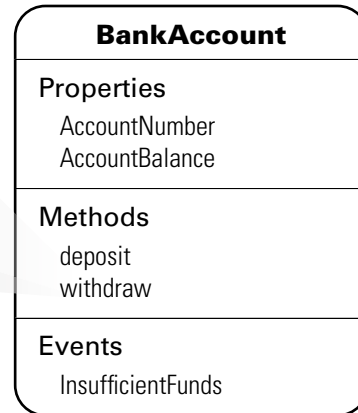 BankAccount
Properties
AccountNumber
AccountBalance
Methods
deposit
withdraw
Events
InsufficientFunds